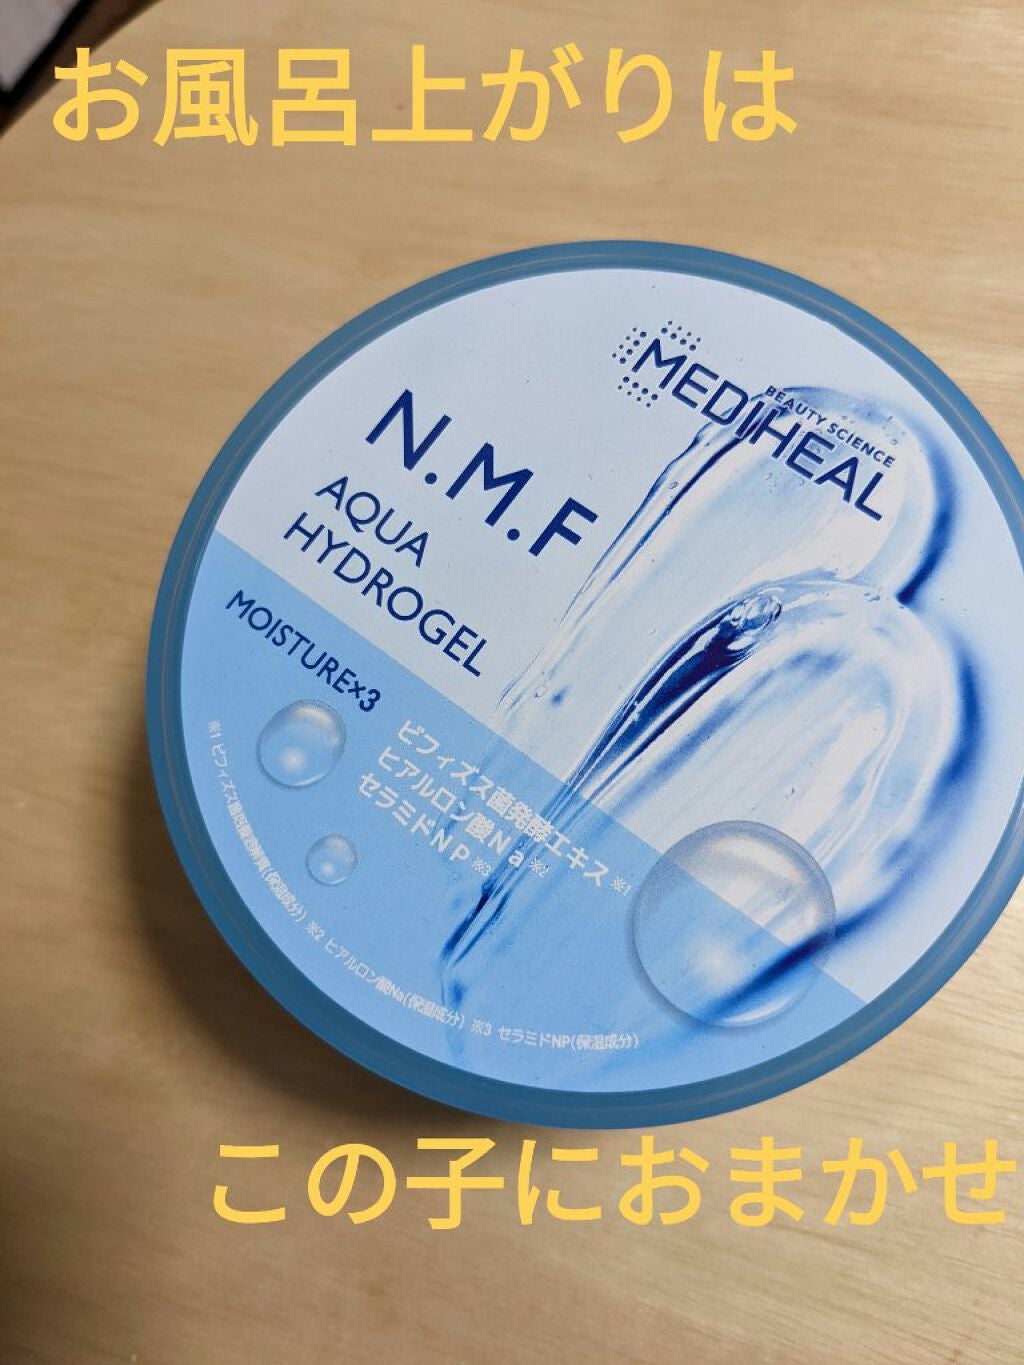 お風呂上がりは
MEDIHEAL
BEAUTY SCIENCE
N.M.F
AQUA
HYDROGEL
MOISTURE×3
ビフィズス菌発酵エキス※1
ヒアルロン酸Na※2
セラミドNP※3
※2 ヒアルロン酸Na(保湿成分) ※3 セラミドNP(保湿成分)
この子におまかせ